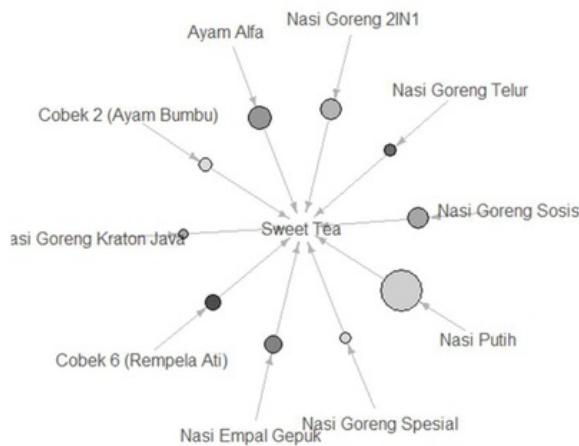 Nasi Goreng 2IN1
Ayam Alfa
Nasi Goreng Telur
Cobek 2 (Ayam Bumbu)
Nasi Goreng Sosis
Sweet Tea
asi Goreng Kraton Java
Nasi Putih
Cobek 6 (Rempela Ati)
Nasi Goreng Spesial
Nasi Empal Gepuk